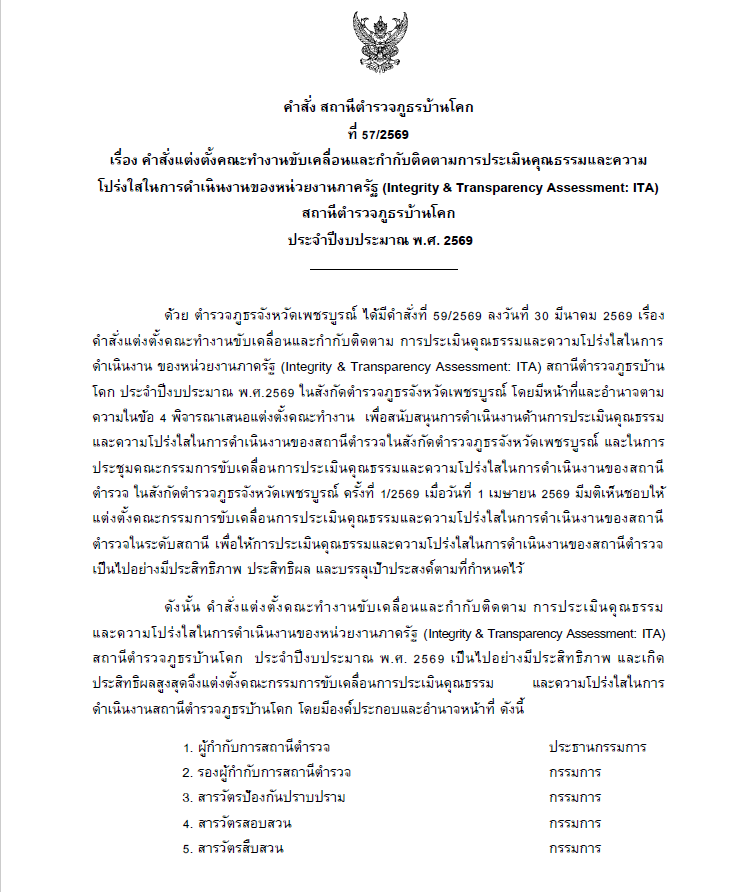 คำสั่ง สถานีตำรวจภูธรบ้านโคก
ที่ 57/2569
เรื่อง คำสั่งแต่งตั้งคณะทำงานขับเคลื่อนและกำกับติดตามการประเมินคุณธรรมและความ
โปร่งใสในการดำเนินงานของหน่วยงานภาครัฐ (Integrity & Transparency Assessment: ITA)
สถานีตำรวจภูธรบ้านโคก
ประจำปีงบประมาณ พ.ศ. 2569
ด้วย ตำรวจภูธรจังหวัดเพชรบูรณ์ ได้มีคำสั่งที่ 59/2569 ลงวันที่ 30 มีนาคม 2569 เรื่อง
คำสั่งแต่งตั้งคณะทำงานขับเคลื่อนและกำกับติดตาม การประเมินคุณธรรมและความโปร่งใสในการ
ดำเนินงาน ของหน่วยงานภาครัฐ (Integrity & Transparency Assessment: ITA) สถานีตำรวจภูธรบ้าน
โคก ประจำปีงบประมาณ พ.ศ.2569 ในสังกัดตำรวจภูธรจังหวัดเพชรบูรณ์ โดยมีหน้าที่และอำนาจตาม
ความในข้อ 4 พิจารณาเสนอแต่งตั้งคณะทำงาน เพื่อสนับสนุนการดำเนินงานด้านการประเมินคุณธรรม
และความโปร่งใสในการดำเนินงานของสถานีตำรวจในสังกัดตำรวจภูธรจังหวัดเพชรบูรณ์ และในการ
ประชุมคณะกรรมการขับเคลื่อนการประเมินคุณธรรมและความโปร่งใสในการดำเนินงานของสถานี
ตำรวจ ในสังกัดตำรวจภูธรจังหวัดเพชรบูรณ์ ครั้งที่ 1/2569 เมื่อวันที่ 1 เมษายน 2569 มีมติเห็นชอบให้
แต่งตั้งคณะกรรมการขับเคลื่อนการประเมินคุณธรรมและความโปร่งใสในการดำเนินงานของสถานี
ตำรวจในระดับสถานี เพื่อให้การประเมินคุณธรรมและความโปร่งใสในการดำเนินงานของสถานีตำรวจ
เป็นไปอย่างมีประสิทธิภาพ ประสิทธิผล และบรรลุเป้าประสงค์ตามที่กำหนดไว้
ดังนั้น คำสั่งแต่งตั้งคณะทำงานขับเคลื่อนและกำกับติดตาม การประเมินคุณธรรม
และความโปร่งใสในการดำเนินงานของหน่วยงานภาครัฐ (Integrity & Transparency Assessment: ITA)
สถานีตำรวจภูธรบ้านโคก ประจำปีงบประมาณ พ.ศ. 2569 เป็นไปอย่างมีประสิทธิภาพ และเกิด
ประสิทธิผลสูงสุดจึงแต่งตั้งคณะกรรมการขับเคลื่อนการประเมินคุณธรรม และความโปร่งใสในการ
ดำเนินงานสถานีตำรวจภูธรบ้านโคก โดยมีองค์ประกอบและอำนาจหน้าที่ ดังนี้
1. ผู้กำกับการสถานีตำรวจ ประธานกรรมการ
2. รองผู้กำกับการสถานีตำรวจ กรรมการ
3. สารวัตรป้องกันปราบปราม กรรมการ
4. สารวัตรสอบสวน กรรมการ
5. สารวัตรสืบสวน กรรมการ